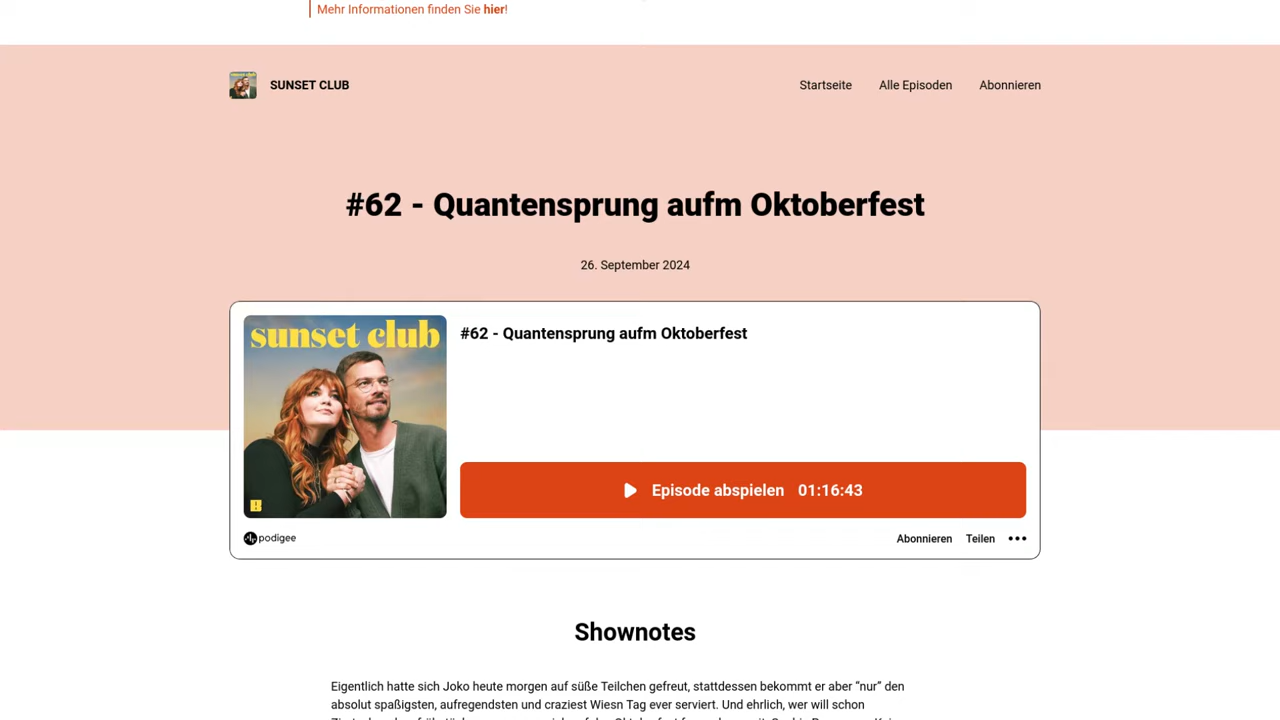 Mehr Informationen finden Sie hier!
SUNSET CLUB
Startseite
Alle Episoden
Abonnieren
#62 - Quantensprung aufm Oktoberfest
26. September 2024
sunset club
#62 - Quantensprung aufm Oktoberfest
Episode abspielen 01:16:43
podigee
Abonnieren
Teilen
Shownotes
Eigentlich hatte sich Joko heute morgen auf süße Teilchen gefreut, stattdessen bekommt er aber “nur” den
absolut spaßigsten, aufregendsten und craziest Wiesn Tag ever serviert. Und ehrlich, wer will schon